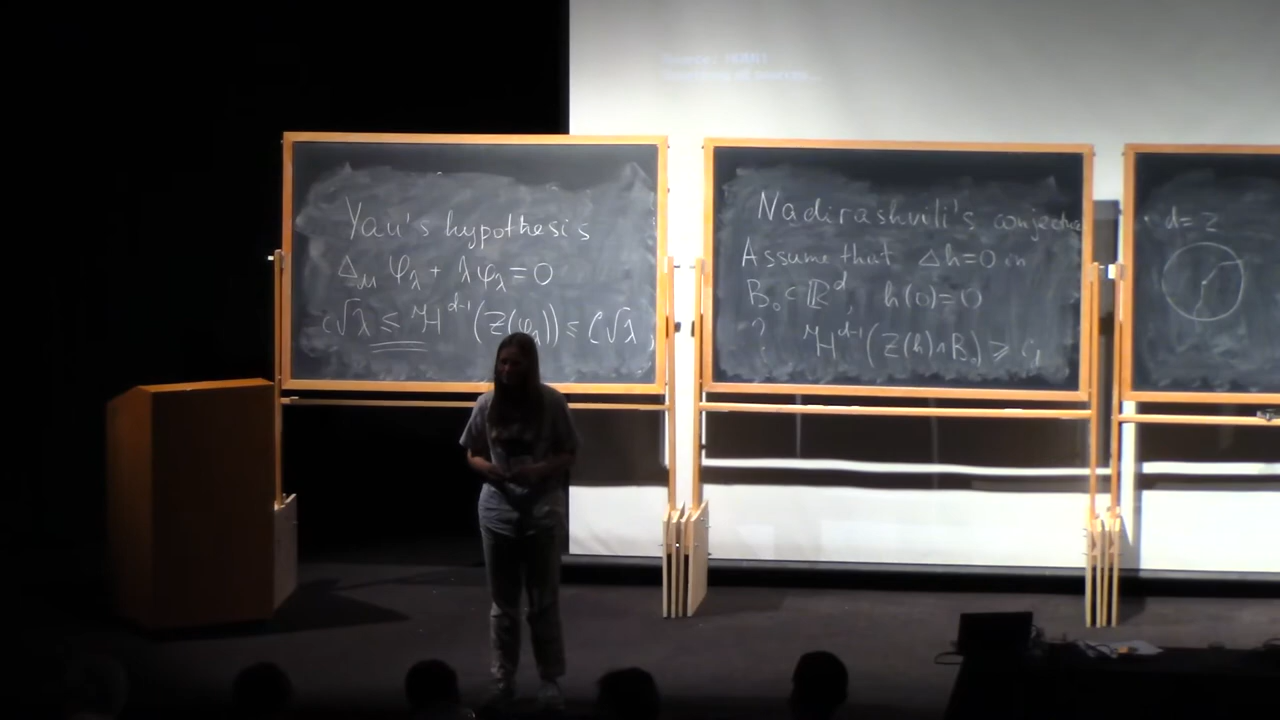 Yau's hypothesis
Δ_M φ_λ + λφ_λ = 0
c√λ ≤ ℋ^{d-1}(Z(φ_λ)) ≤ C√λ,
Nadirashvili's conjecture
Assume that Δh=0 in
B_0 ⊂ ℝ^d, h(0)=0
? ℋ^{d-1}(Z(h)∩B_0) ≥ c_1
d=2